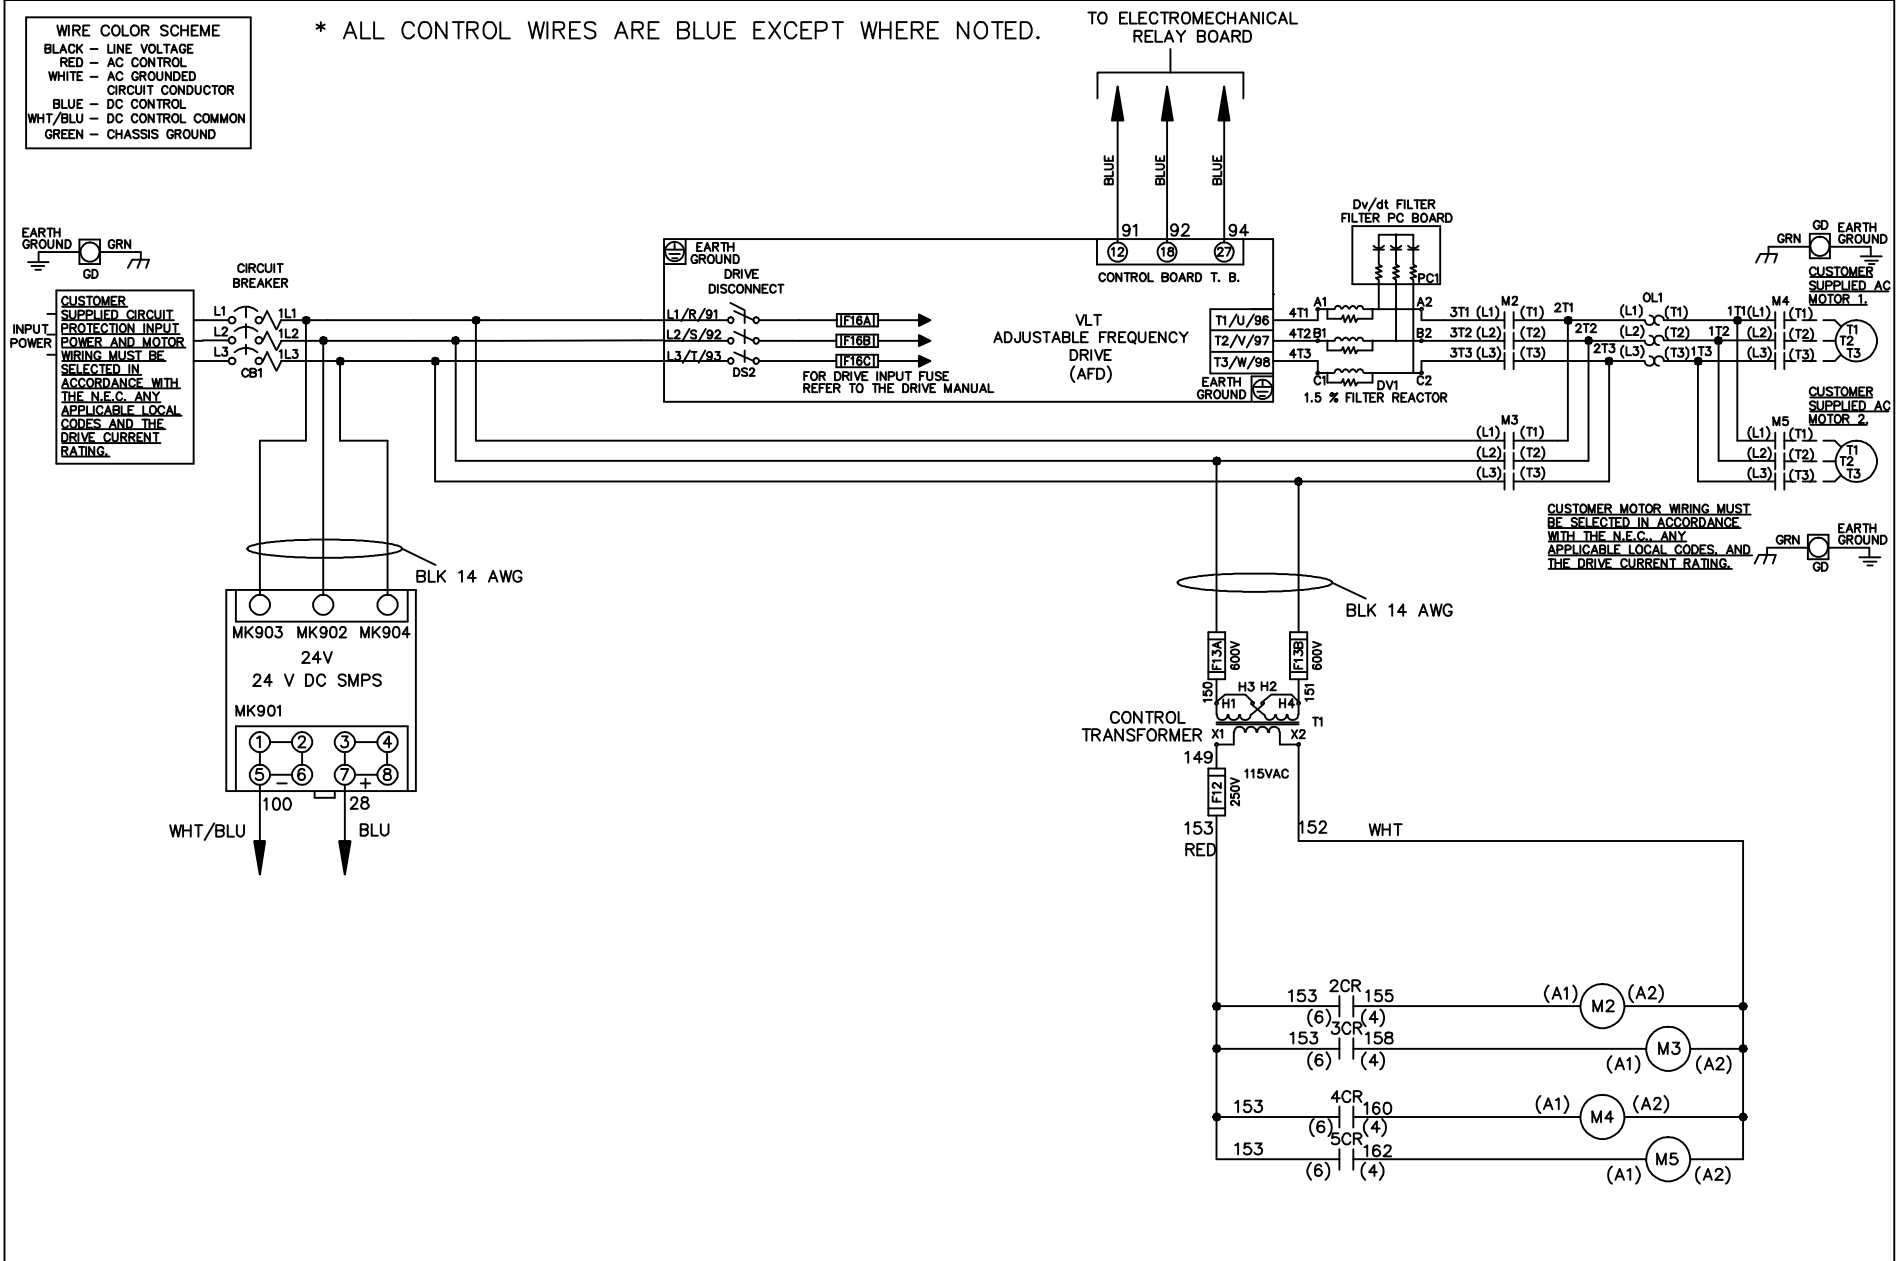 WIRE COLOR SCHEME
BLACK – LINE VOLTAGE
RED – AC CONTROL
WHITE – AC GROUNDED
CIRCUIT CONDUCTOR
BLUE – DC CONTROL
WHT/BLU – DC CONTROL COMMON
GREEN – CHASSIS GROUND
* ALL CONTROL WIRES ARE BLUE EXCEPT WHERE NOTED.
TO ELECTROMECHANICAL
RELAY BOARD
BLUE
BLUE
BLUE
91 92 94
12 18 27
CONTROL BOARD T. B.
EARTH
GROUND
GRN
GD
INPUT
POWER
CUSTOMER
SUPPLIED CIRCUIT
PROTECTION INPUT
POWER AND MOTOR
WIRING MUST BE
SELECTED IN
ACCORDANCE WITH
THE N.E.C. ANY
APPLICABLE LOCAL
CODES AND THE
DRIVE CURRENT
RATING.
CIRCUIT
BREAKER
L1 1L1
L2 1L2
L3 1L3
CB1
EARTH
GROUND
DRIVE
DISCONNECT
L1/R/91
L2/S/92
L3/T/93
DS2
F16A
F16B
F16C
FOR DRIVE INPUT FUSE
REFER TO THE DRIVE MANUAL
VLT
ADJUSTABLE FREQUENCY
DRIVE
(AFD)
T1/U/96
T2/V/97
T3/W/98
EARTH
GROUND
Dv/dt FILTER
FILTER PC BOARD
PC1
4T1 A1 A2
4T2 B1 B2
4T3 C1 C2
DV1
1.5 % FILTER REACTOR
M2
3T1 (L1) (T1) 2T1
3T2 (L2) (T2) 2T2
3T3 (L3) (T3) 2T3
OL1
(L1) (T1) 1T1
(L2) (T2) 1T2
(L3) (T3) 1T3
GD
GRN
EARTH
GROUND
CUSTOMER
SUPPLIED AC
MOTOR 1.
M4
(L1) (T1) T1
(L2) (T2) T2
(L3) (T3) T3
CUSTOMER
SUPPLIED AC
MOTOR 2.
M3
(L1) (T1)
(L2) (T2)
(L3) (T3)
M5
(L1) (T1) T1
(L2) (T2) T2
(L3) (T3) T3
CUSTOMER MOTOR WIRING MUST
BE SELECTED IN ACCORDANCE
WITH THE N.E.C., ANY
APPLICABLE LOCAL CODES, AND
THE DRIVE CURRENT RATING.
GRN
GD
EARTH
GROUND
BLK 14 AWG
MK903 MK902 MK904
24V
24 V DC SMPS
MK901
1 2 3 4
5 – 6 7 + 8
100 28
WHT/BLU BLU
BLK 14 AWG
F13A
600V
F13B
600V
150 151
H3 H2
H1 H4
T1
CONTROL
TRANSFORMER
X1 X2
149
115VAC
F12
250V
153
RED
152 WHT
2CR
153 155 (A1) M2 (A2)
(6) (4)
3CR
153 158
(6) (4) (A1) M3 (A2)
4CR
153 160 (A1) M4 (A2)
(6) (4)
5CR
153 162
(6) (4) (A1) M5 (A2)